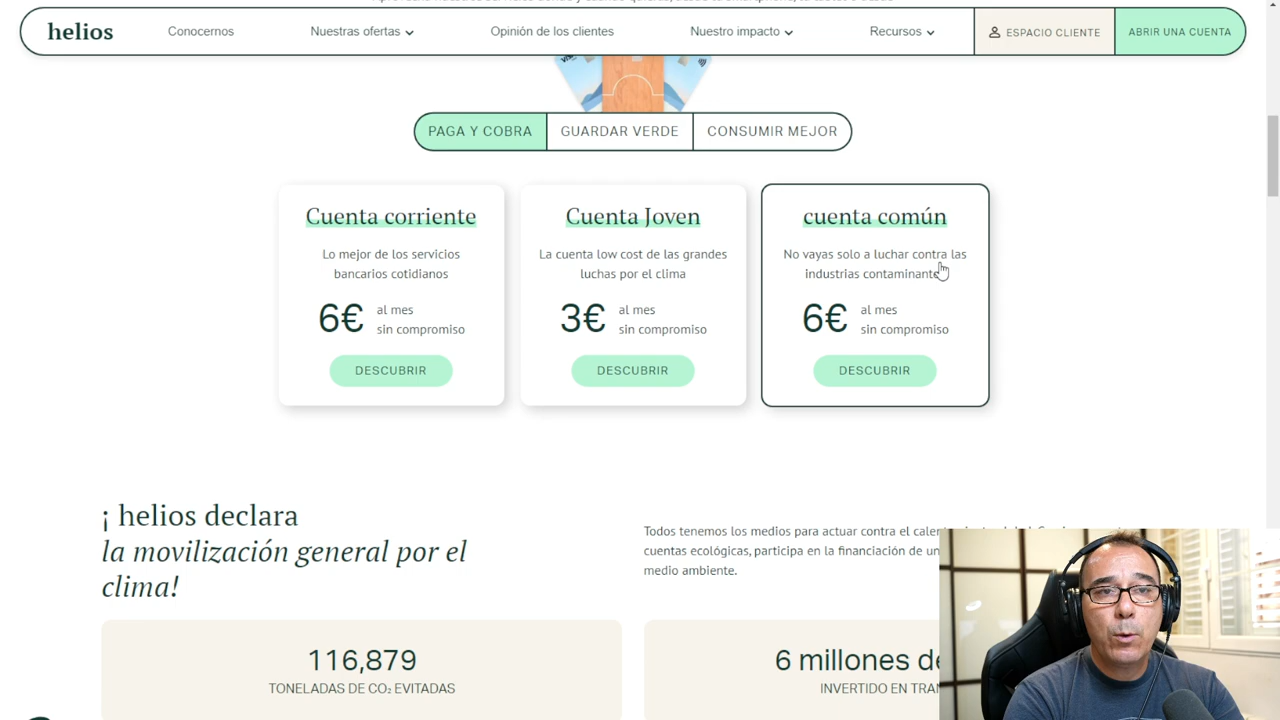 helios
Conocernos
Nuestras ofertas
Opinión de los clientes
Nuestro impacto
Recursos
ESPACIO CLIENTE
ABRIR UNA CUENTA
PAGA Y COBRA
GUARDAR VERDE
CONSUMIR MEJOR
Cuenta corriente
Lo mejor de los servicios
bancarios cotidianos
6€ al mes
sin compromiso
DESCUBRIR
Cuenta Joven
La cuenta low cost de las grandes
luchas por el clima
3€ al mes
sin compromiso
DESCUBRIR
cuenta común
No vayas solo a luchar contra las
industrias contaminante
6€ al mes
sin compromiso
DESCUBRIR
¡ helios declara
la movilización general por el
clima!
Todos tenemos los medios para actuar contra el
cuentas ecológicas, participa en la financiación de
medio ambiente.
116,879
TONELADAS DE CO₂ EVITADAS
6 millones
INVERTIDO EN